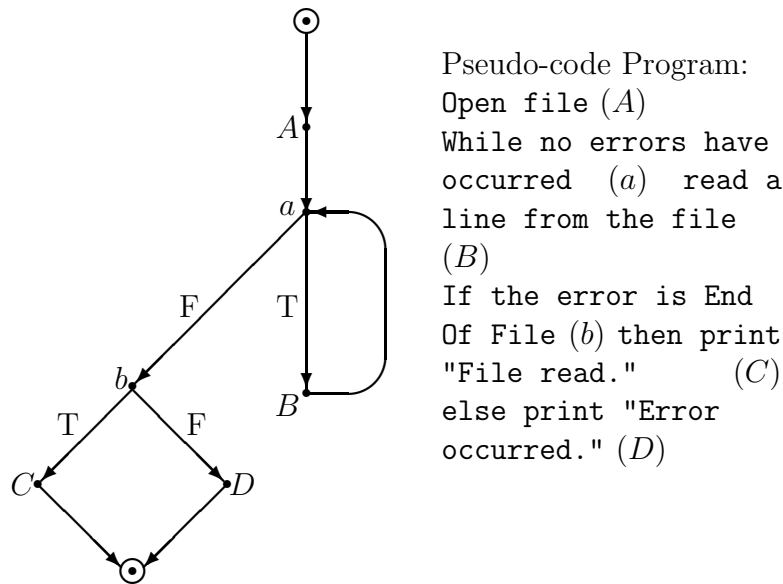 A
a
F
T
b
B
T
F
C
D
Pseudo-code Program:
Open file (A)
While no errors have
occurred (a) read a
line from the file
(B)
If the error is End
Of File (b) then print
"File read." (C)
else print "Error
occurred." (D)